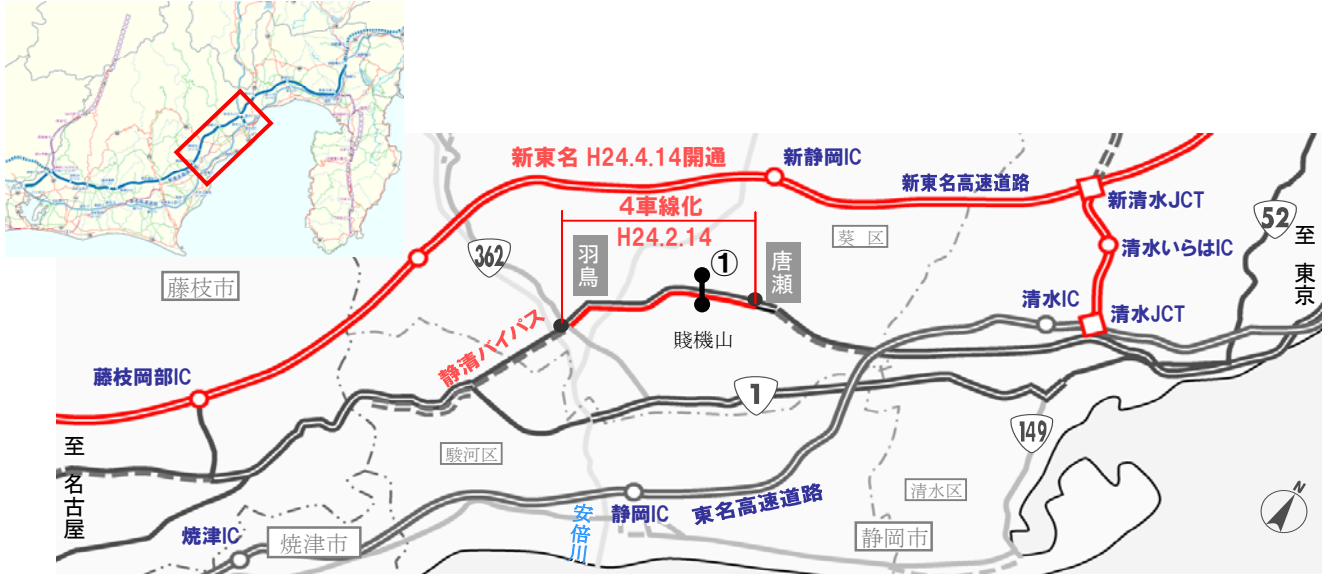 新東名 H24.4.14開通
新静岡IC
新東名高速道路
新清水JCT
4車線化
H24.2.14
葵 区
52
至 東京
362
羽鳥
①
唐瀬
清水いらはIC
藤枝市
清水IC
清水JCT
静清バイパス
賤機山
藤枝岡部IC
1
149
至 名古屋
駿河区
清水区
静岡IC
東名高速道路
焼津IC
焼津市
安倍川
静岡市
N